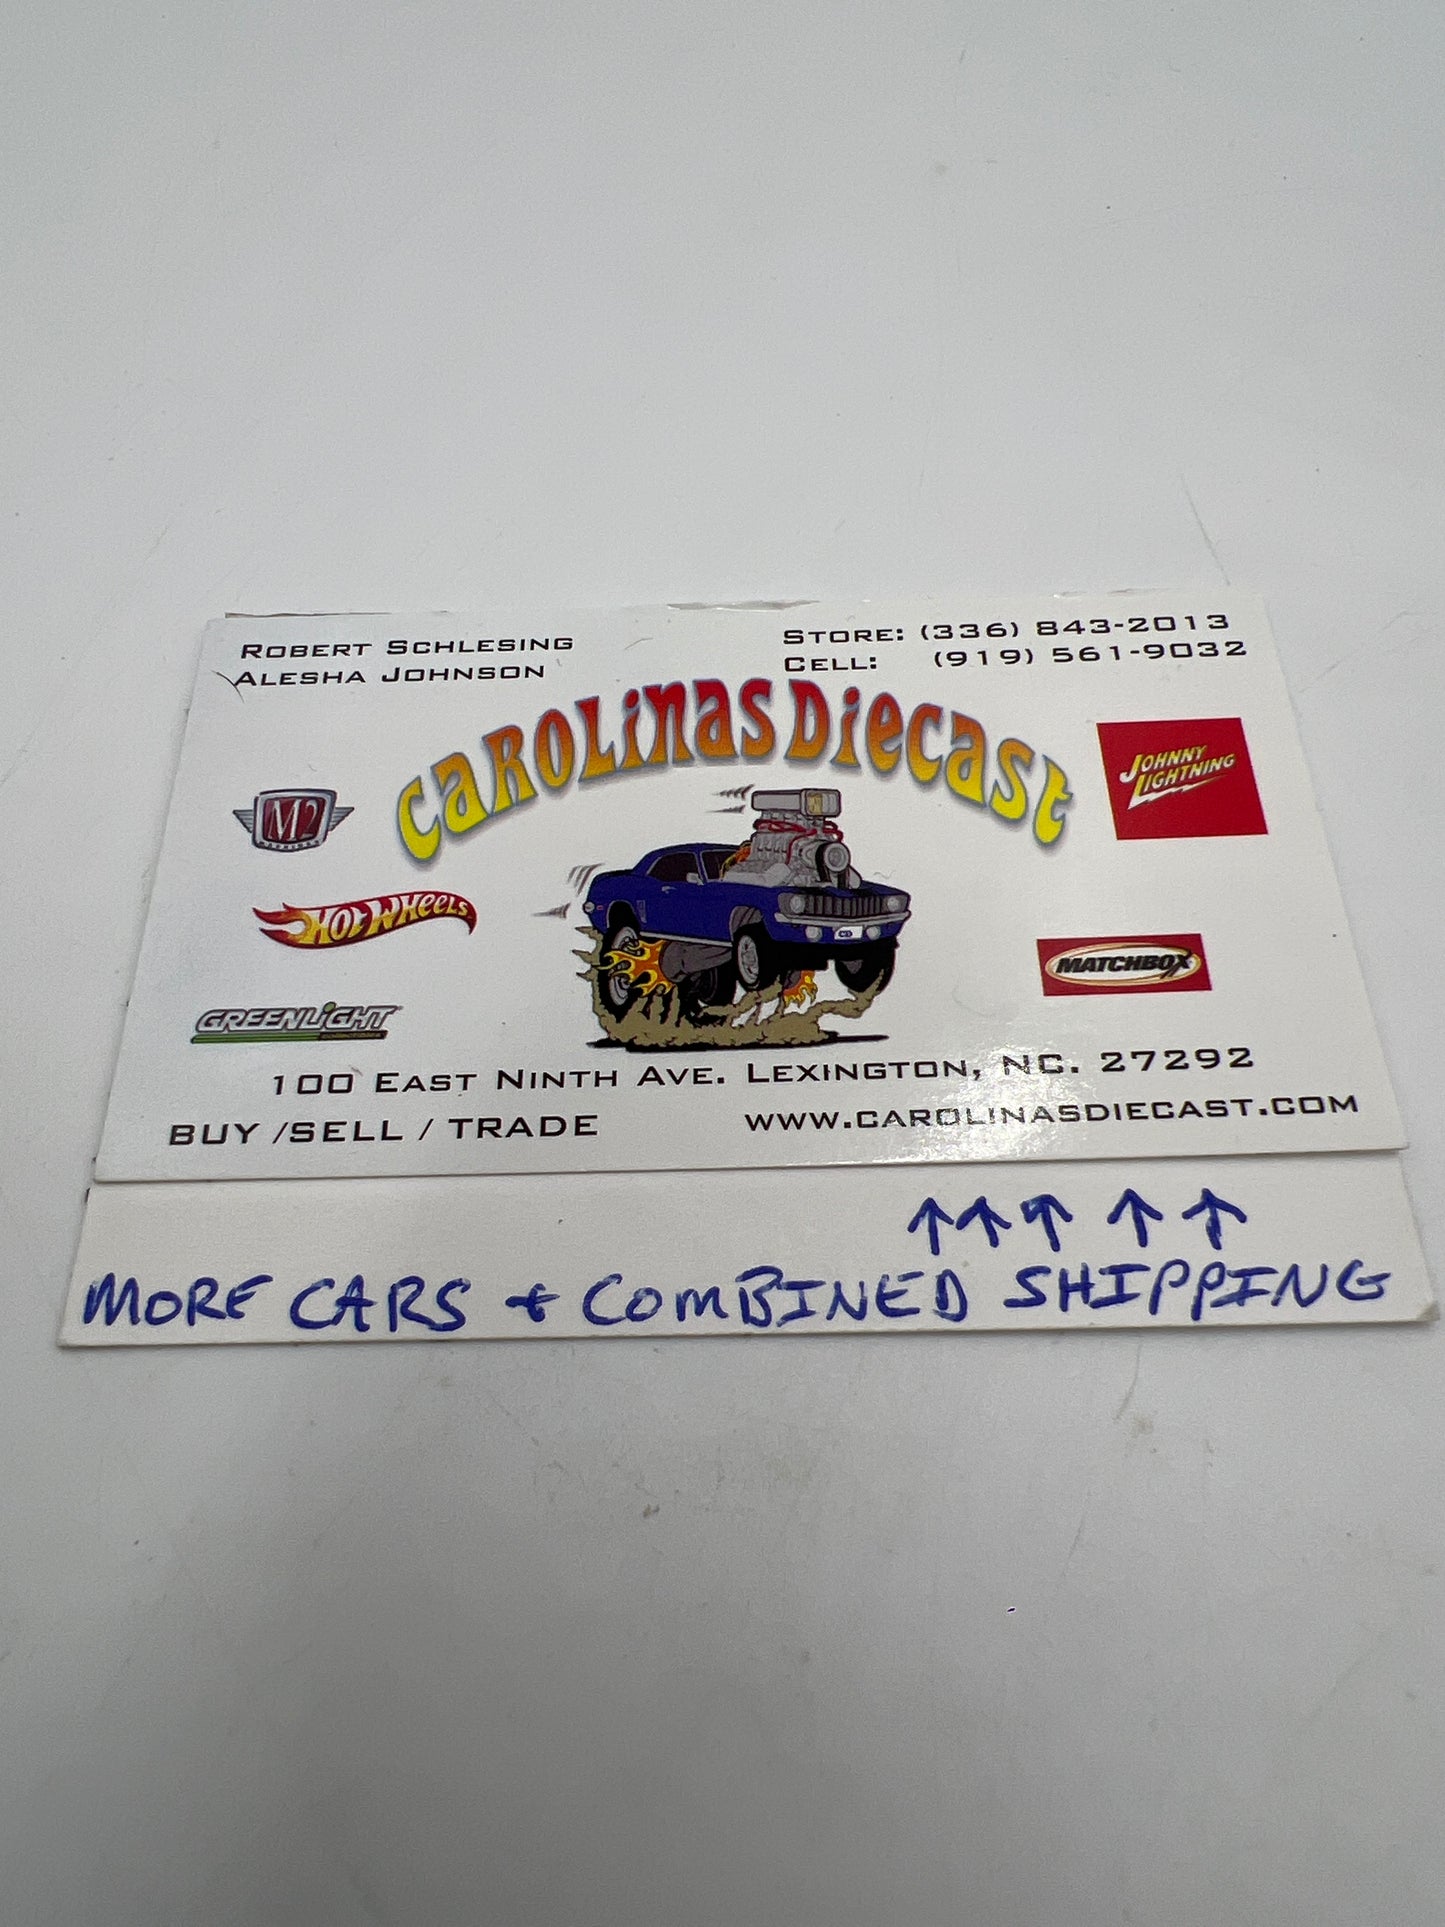 ROBERT SCHLESING
ALESHA JOHNSON
STORE: (336) 843-2013
CELL: (919) 561-9032
CAROLINAS DIECAST
M2
JOHNNY LIGHTNING
HOT WHEELS
MATCHBOX
GREENLIGHT
100 EAST NINTH AVE. LEXINGTON, NC. 27292
BUY /SELL / TRADE
WWW.CAROLINASDIECAST.COM
↑ ↑ ↑ ↑ ↑
MORE CARS + COMBINED SHIPPING